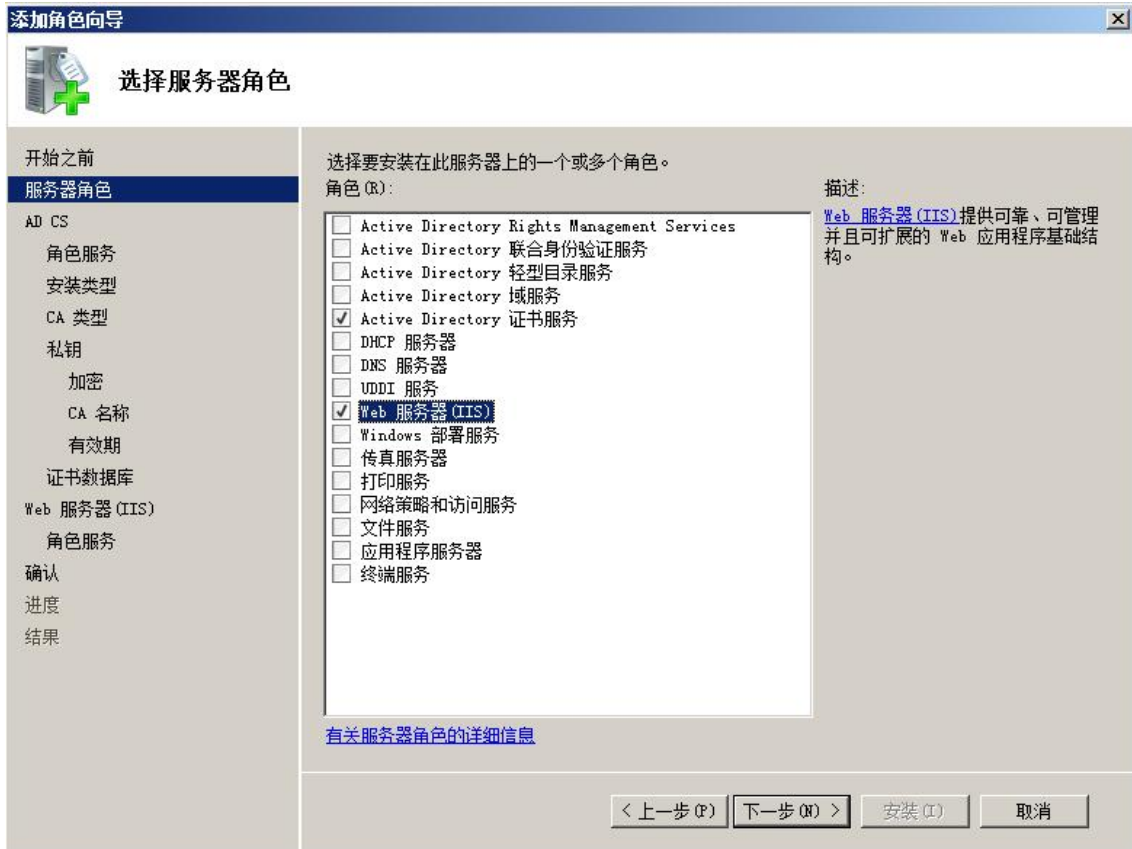 添加角色向导
选择服务器角色
开始之前
服务器角色
AD CS
角色服务
安装类型
CA 类型
私钥
加密
CA 名称
有效期
证书数据库
Web 服务器(IIS)
角色服务
确认
进度
结果
选择要安装在此服务器上的一个或多个角色。
角色(R):
Active Directory Rights Management Services
Active Directory 联合身份验证服务
Active Directory 轻型目录服务
Active Directory 域服务
Active Directory 证书服务
DHCP 服务器
DNS 服务器
UDDI 服务
Web 服务器(IIS)
Windows 部署服务
传真服务器
打印服务
网络策略和访问服务
文件服务
应用程序服务器
终端服务
有关服务器角色的详细信息
描述:
Web 服务器(IIS)提供可靠、可管理
并且可扩展的 Web 应用程序基础结
构。
< 上一步(P)
下一步(N) >
安装(I)
取消